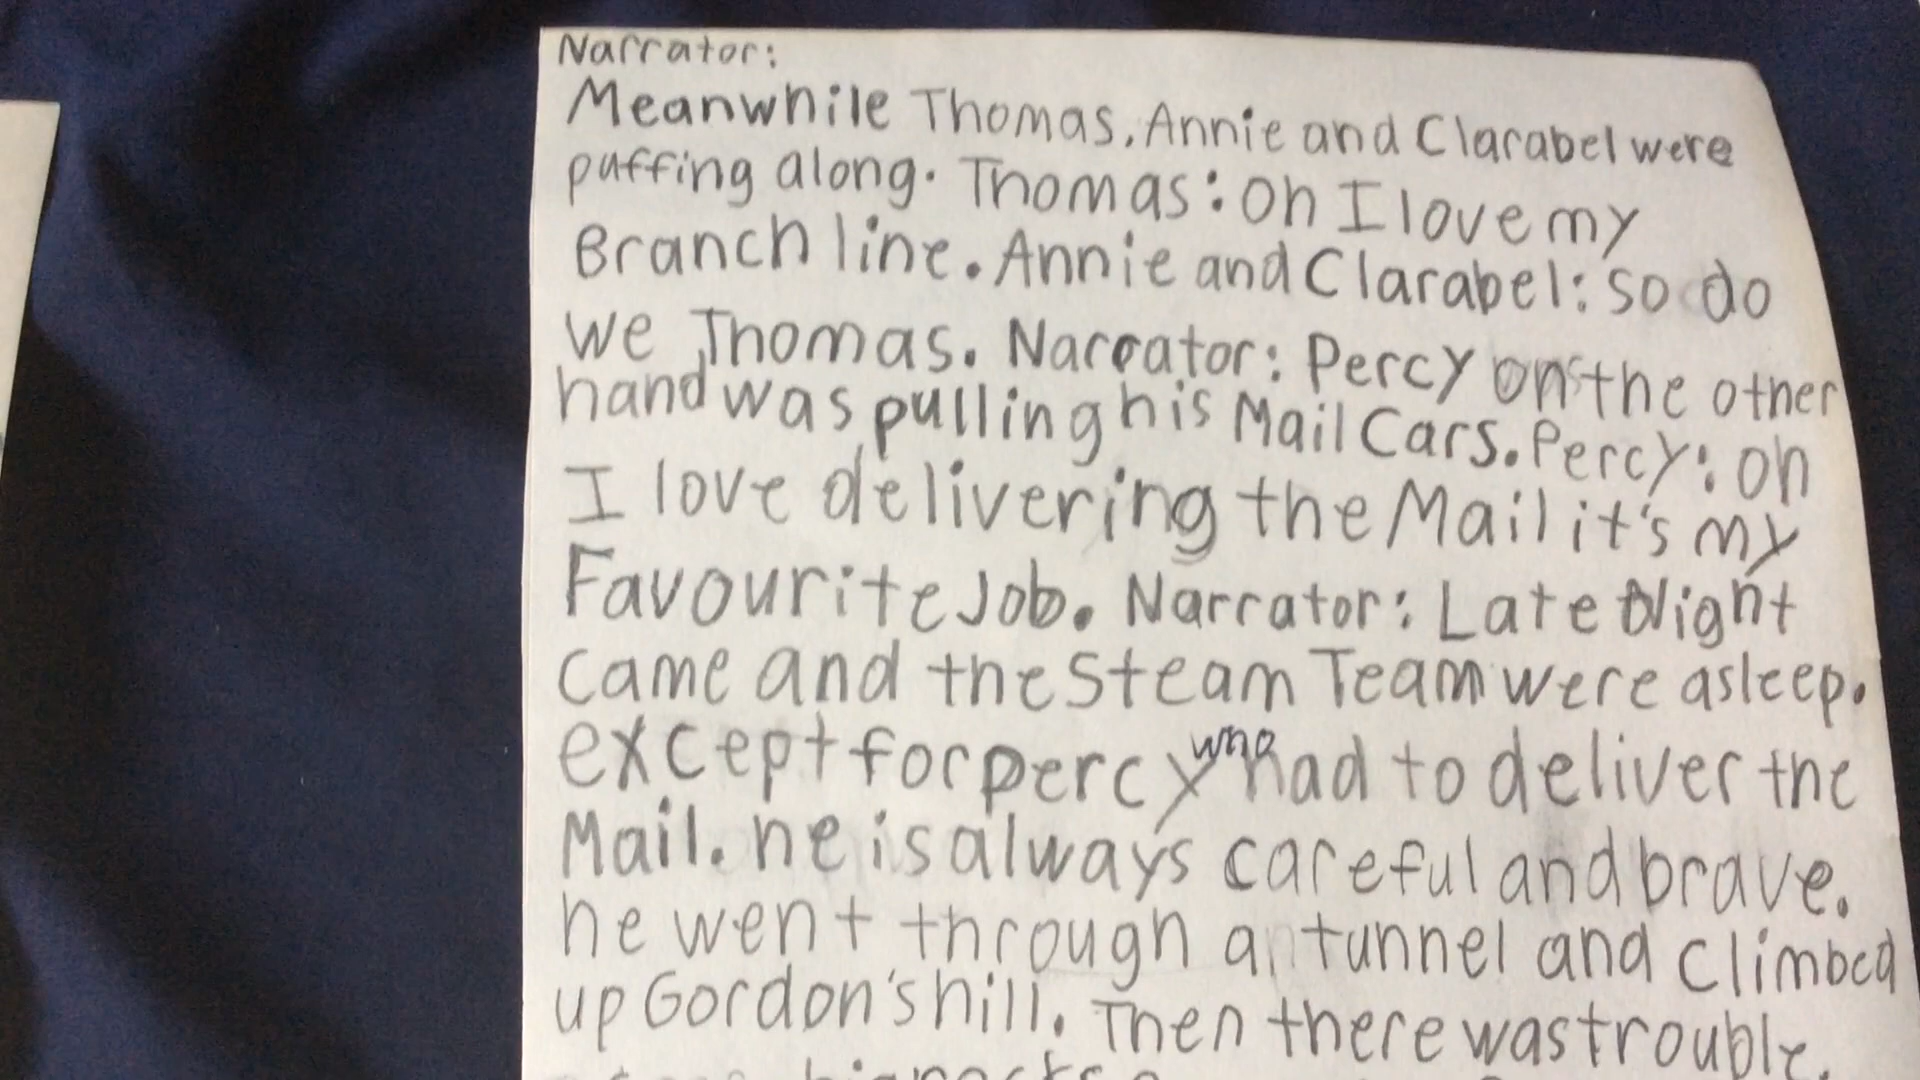 Narrator:
Meanwhile Thomas, Annie and Clarabel were
puffing along. Thomas: oh I love my
Branch line. Annie and Clarabel: so do
we Thomas. Narrator: Percy on the other
hand was pulling his Mail Cars. Percy: oh
I love delivering the Mail it's my
Favourite Job. Narrator: Late Night
came and the Steam Team were asleep.
except for percy who had to deliver the
Mail. he is always careful and brave.
he went through a tunnel and climbed
up Gordon's hill. Then there was trouble.